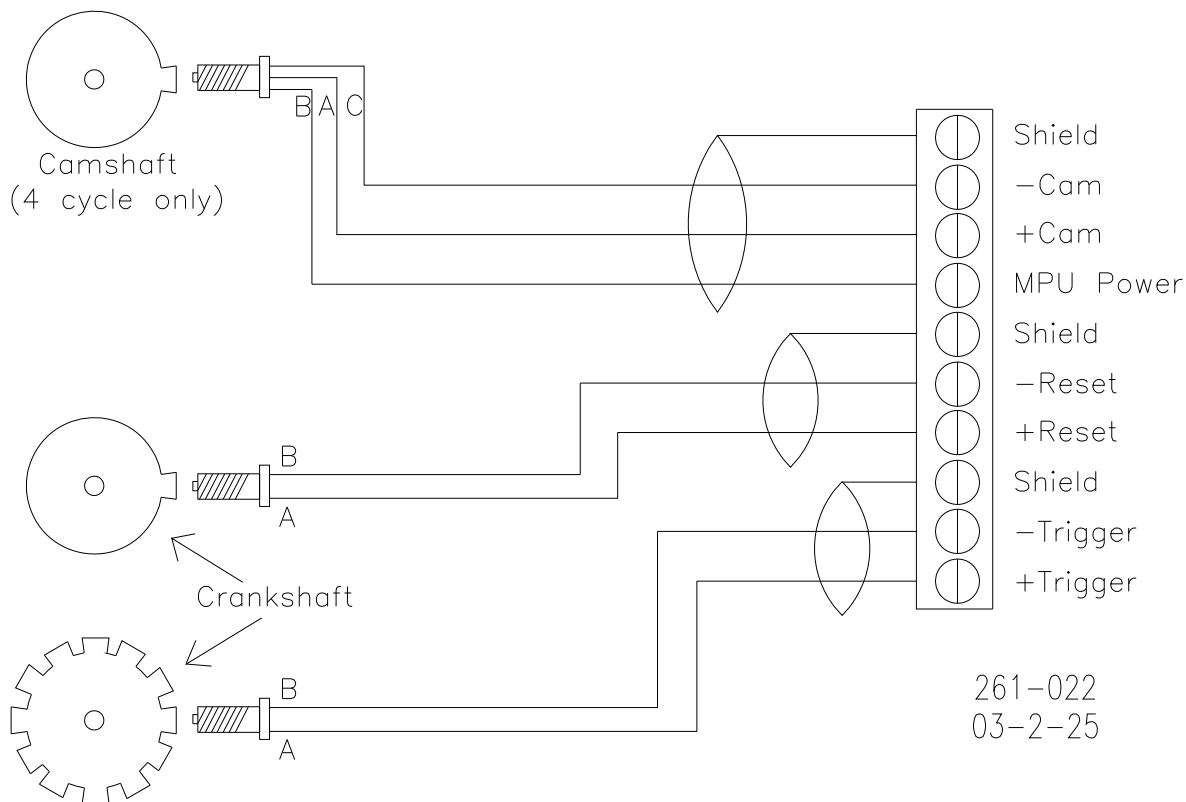 B A C
Camshaft
(4 cycle only)
Shield
-Cam
+Cam
MPU Power
Shield
-Reset
+Reset
Shield
-Trigger
+Trigger
B
A
Crankshaft
B
A
261-022
03-2-25